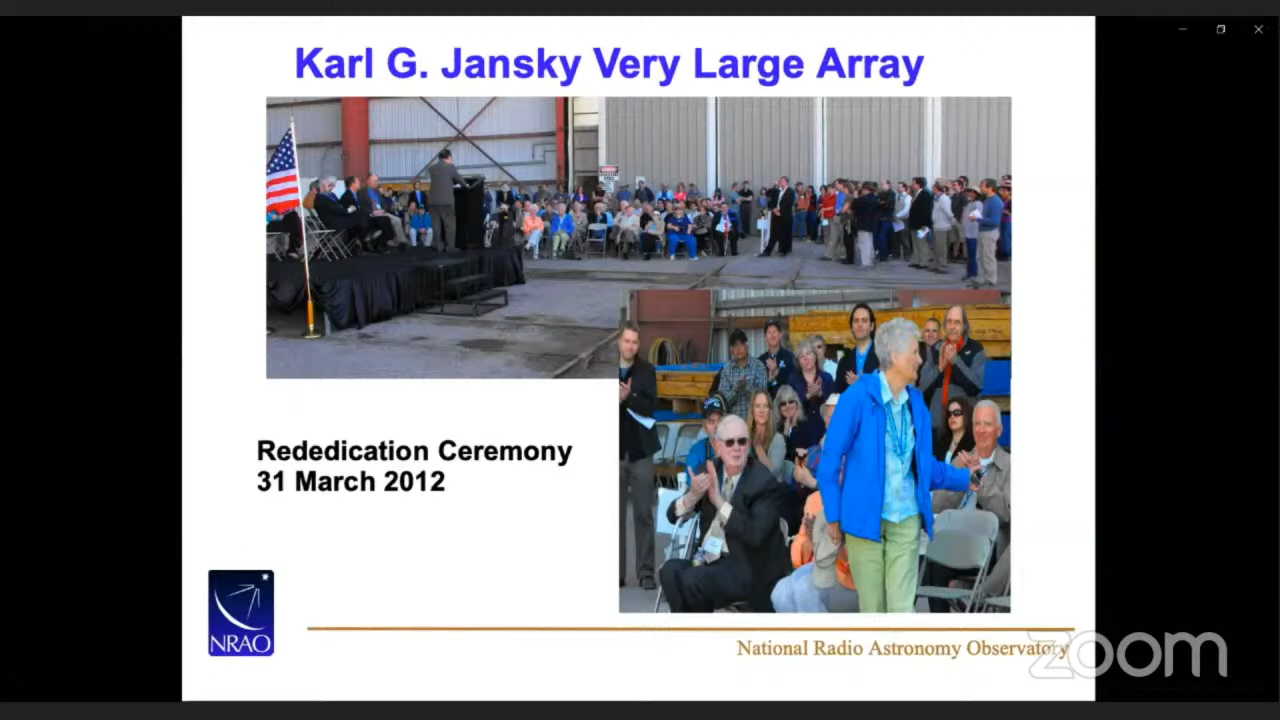 Karl G. Jansky Very Large Array
Rededication Ceremony
31 March 2012
NRAO
National Radio Astronomy Observatory
zoom